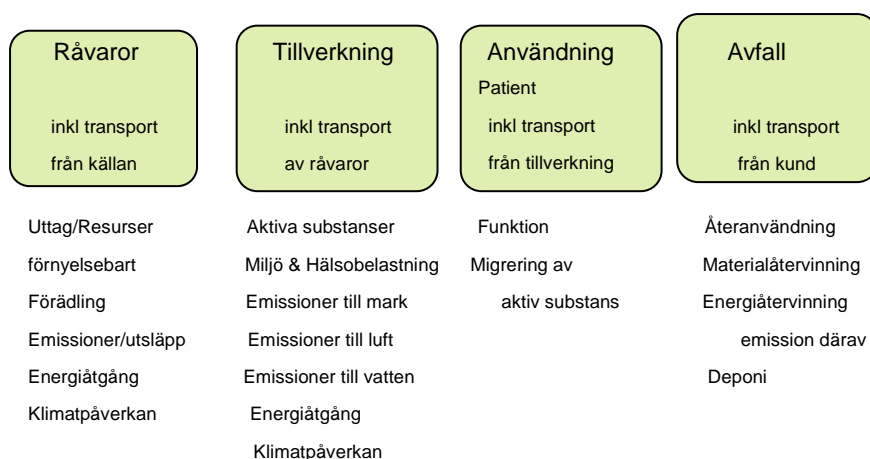 Råvaror
inkl transport
från källan
Uttag/Resurser
förnyelsebart
Förädling
Emissioner/utsläpp
Energiåtgång
Klimatpåverkan
Tillverkning
inkl transport
av råvaror
Aktiva substanser
Miljö & Hälsobelastning
Emissioner till mark
Emissioner till luft
Emissioner till vatten
Energiåtgång
Klimatpåverkan
Användning
Patient
inkl transport
från tillverkning
Funktion
Migrering av
aktiv substans
Avfall
inkl transport
från kund
Återanvändning
Materialåtervinning
Energiåtervinning
emission därav
Deponi